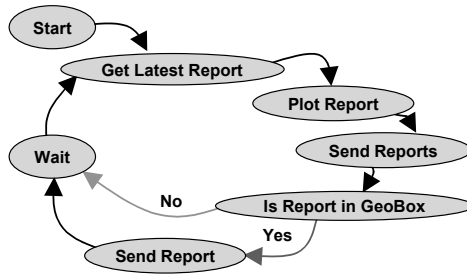 Start
Get Latest Report
Plot Report
Send Reports
Wait
No
Is Report in GeoBox
Yes
Send Report